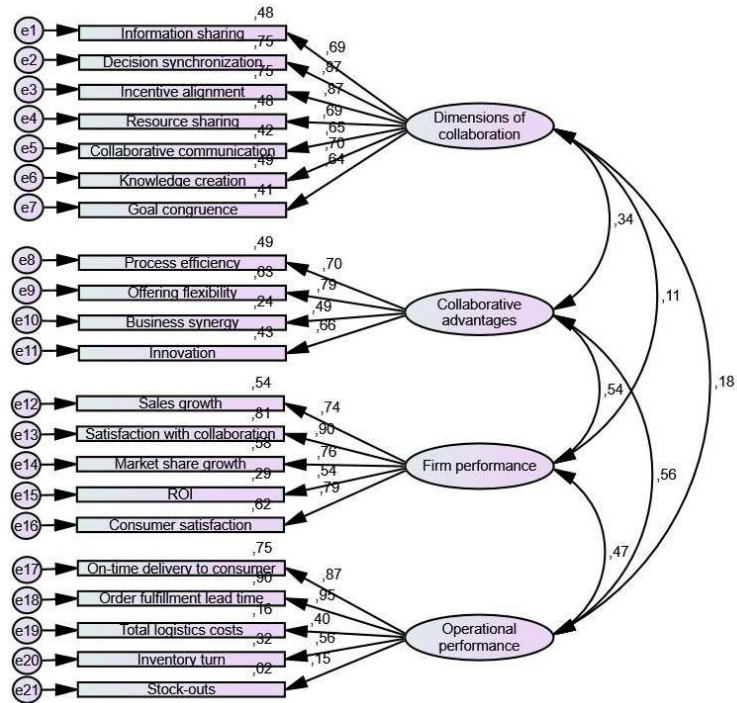 ,48
e1 Information sharing ,69
,75
e2 Decision synchronization ,87
,75
e3 Incentive alignment ,87
,48
e4 Resource sharing ,69
,42
e5 Collaborative communication ,65
,49
e6 Knowledge creation ,70
,41
e7 Goal congruence ,64
Dimensions of
collaboration
,34
,49
e8 Process efficiency ,70
,63
e9 Offering flexibility ,79
,24
e10 Business synergy ,49
,43
e11 Innovation ,66
Collaborative
advantages
,11
,54
,18
,54
e12 Sales growth ,74
,81
e13 Satisfaction with collaboration ,90
,58
e14 Market share growth ,76
,29
e15 ROI ,54
,62
e16 Consumer satisfaction ,79
Firm performance
,56
,47
,75
e17 On-time delivery to consumer ,87
,90
e18 Order fulfillment lead time ,95
,16
e19 Total logistics costs ,40
,32
e20 Inventory turn ,56
,02
e21 Stock-outs ,15
Operational
performance